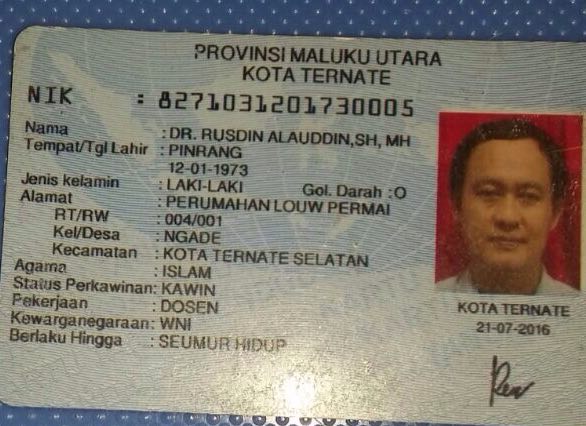 PROVINSI MALUKU UTARA
KOTA TERNATE
NIK : 8271031201730005
Nama : DR. RUSDIN ALAUDDIN,SH, MH
Tempat/Tgl Lahir : PINRANG
12-01-1973
Jenis kelamin : LAKI-LAKI Gol. Darah : O
Alamat : PERUMAHAN LOUW PERMAI
RT/RW : 004/001
Kel/Desa : NGADE
Kecamatan : KOTA TERNATE SELATAN
Agama : ISLAM
Status Perkawinan: KAWIN
Pekerjaan : DOSEN
Kewarganegaraan: WNI
Berlaku Hingga : SEUMUR HIDUP
KOTA TERNATE
21-07-2016